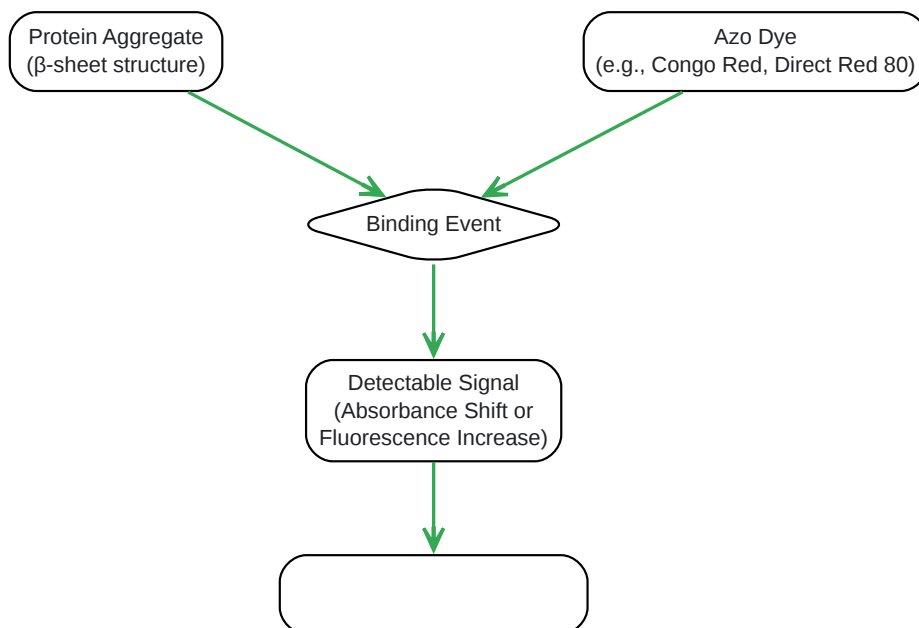 Protein Aggregate
(β-sheet structure)
Azo Dye
(e.g., Congo Red, Direct Red 80)
Binding Event
Detectable Signal
(Absorbance Shift or
Fluorescence Increase)